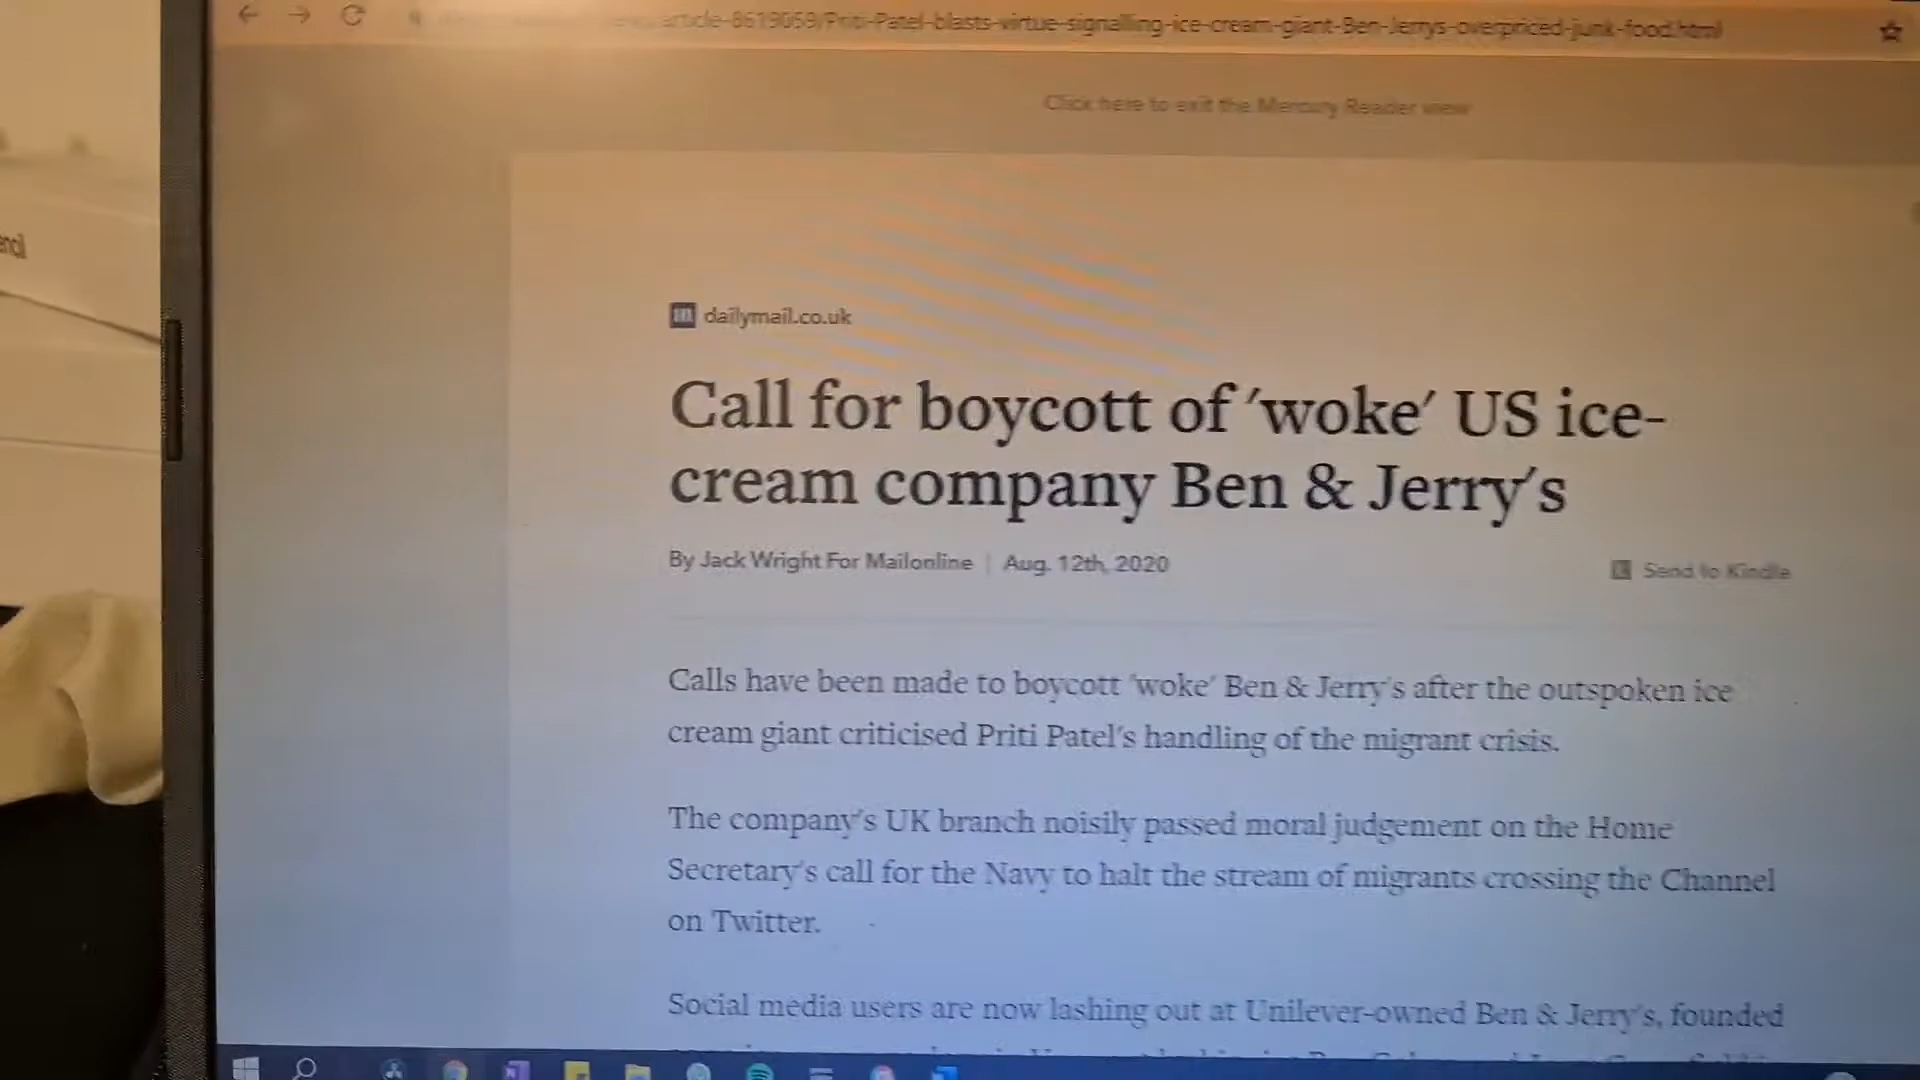 article-8619059/Priti-Patel-blasts-virtue-signalling-ice-cream-giant-Ben-Jerrys-overpriced-junk-food.html
Click here to exit the Mercury Reader view
dailymail.co.uk
Call for boycott of 'woke' US ice-
cream company Ben & Jerry's
By Jack Wright For Mailonline | Aug. 12th, 2020
Send to Kindle
Calls have been made to boycott 'woke' Ben & Jerry's after the outspoken ice
cream giant criticised Priti Patel's handling of the migrant crisis.
The company's UK branch noisily passed moral judgement on the Home
Secretary's call for the Navy to halt the stream of migrants crossing the Channel
on Twitter.
Social media users are now lashing out at Unilever-owned Ben & Jerry's, founded